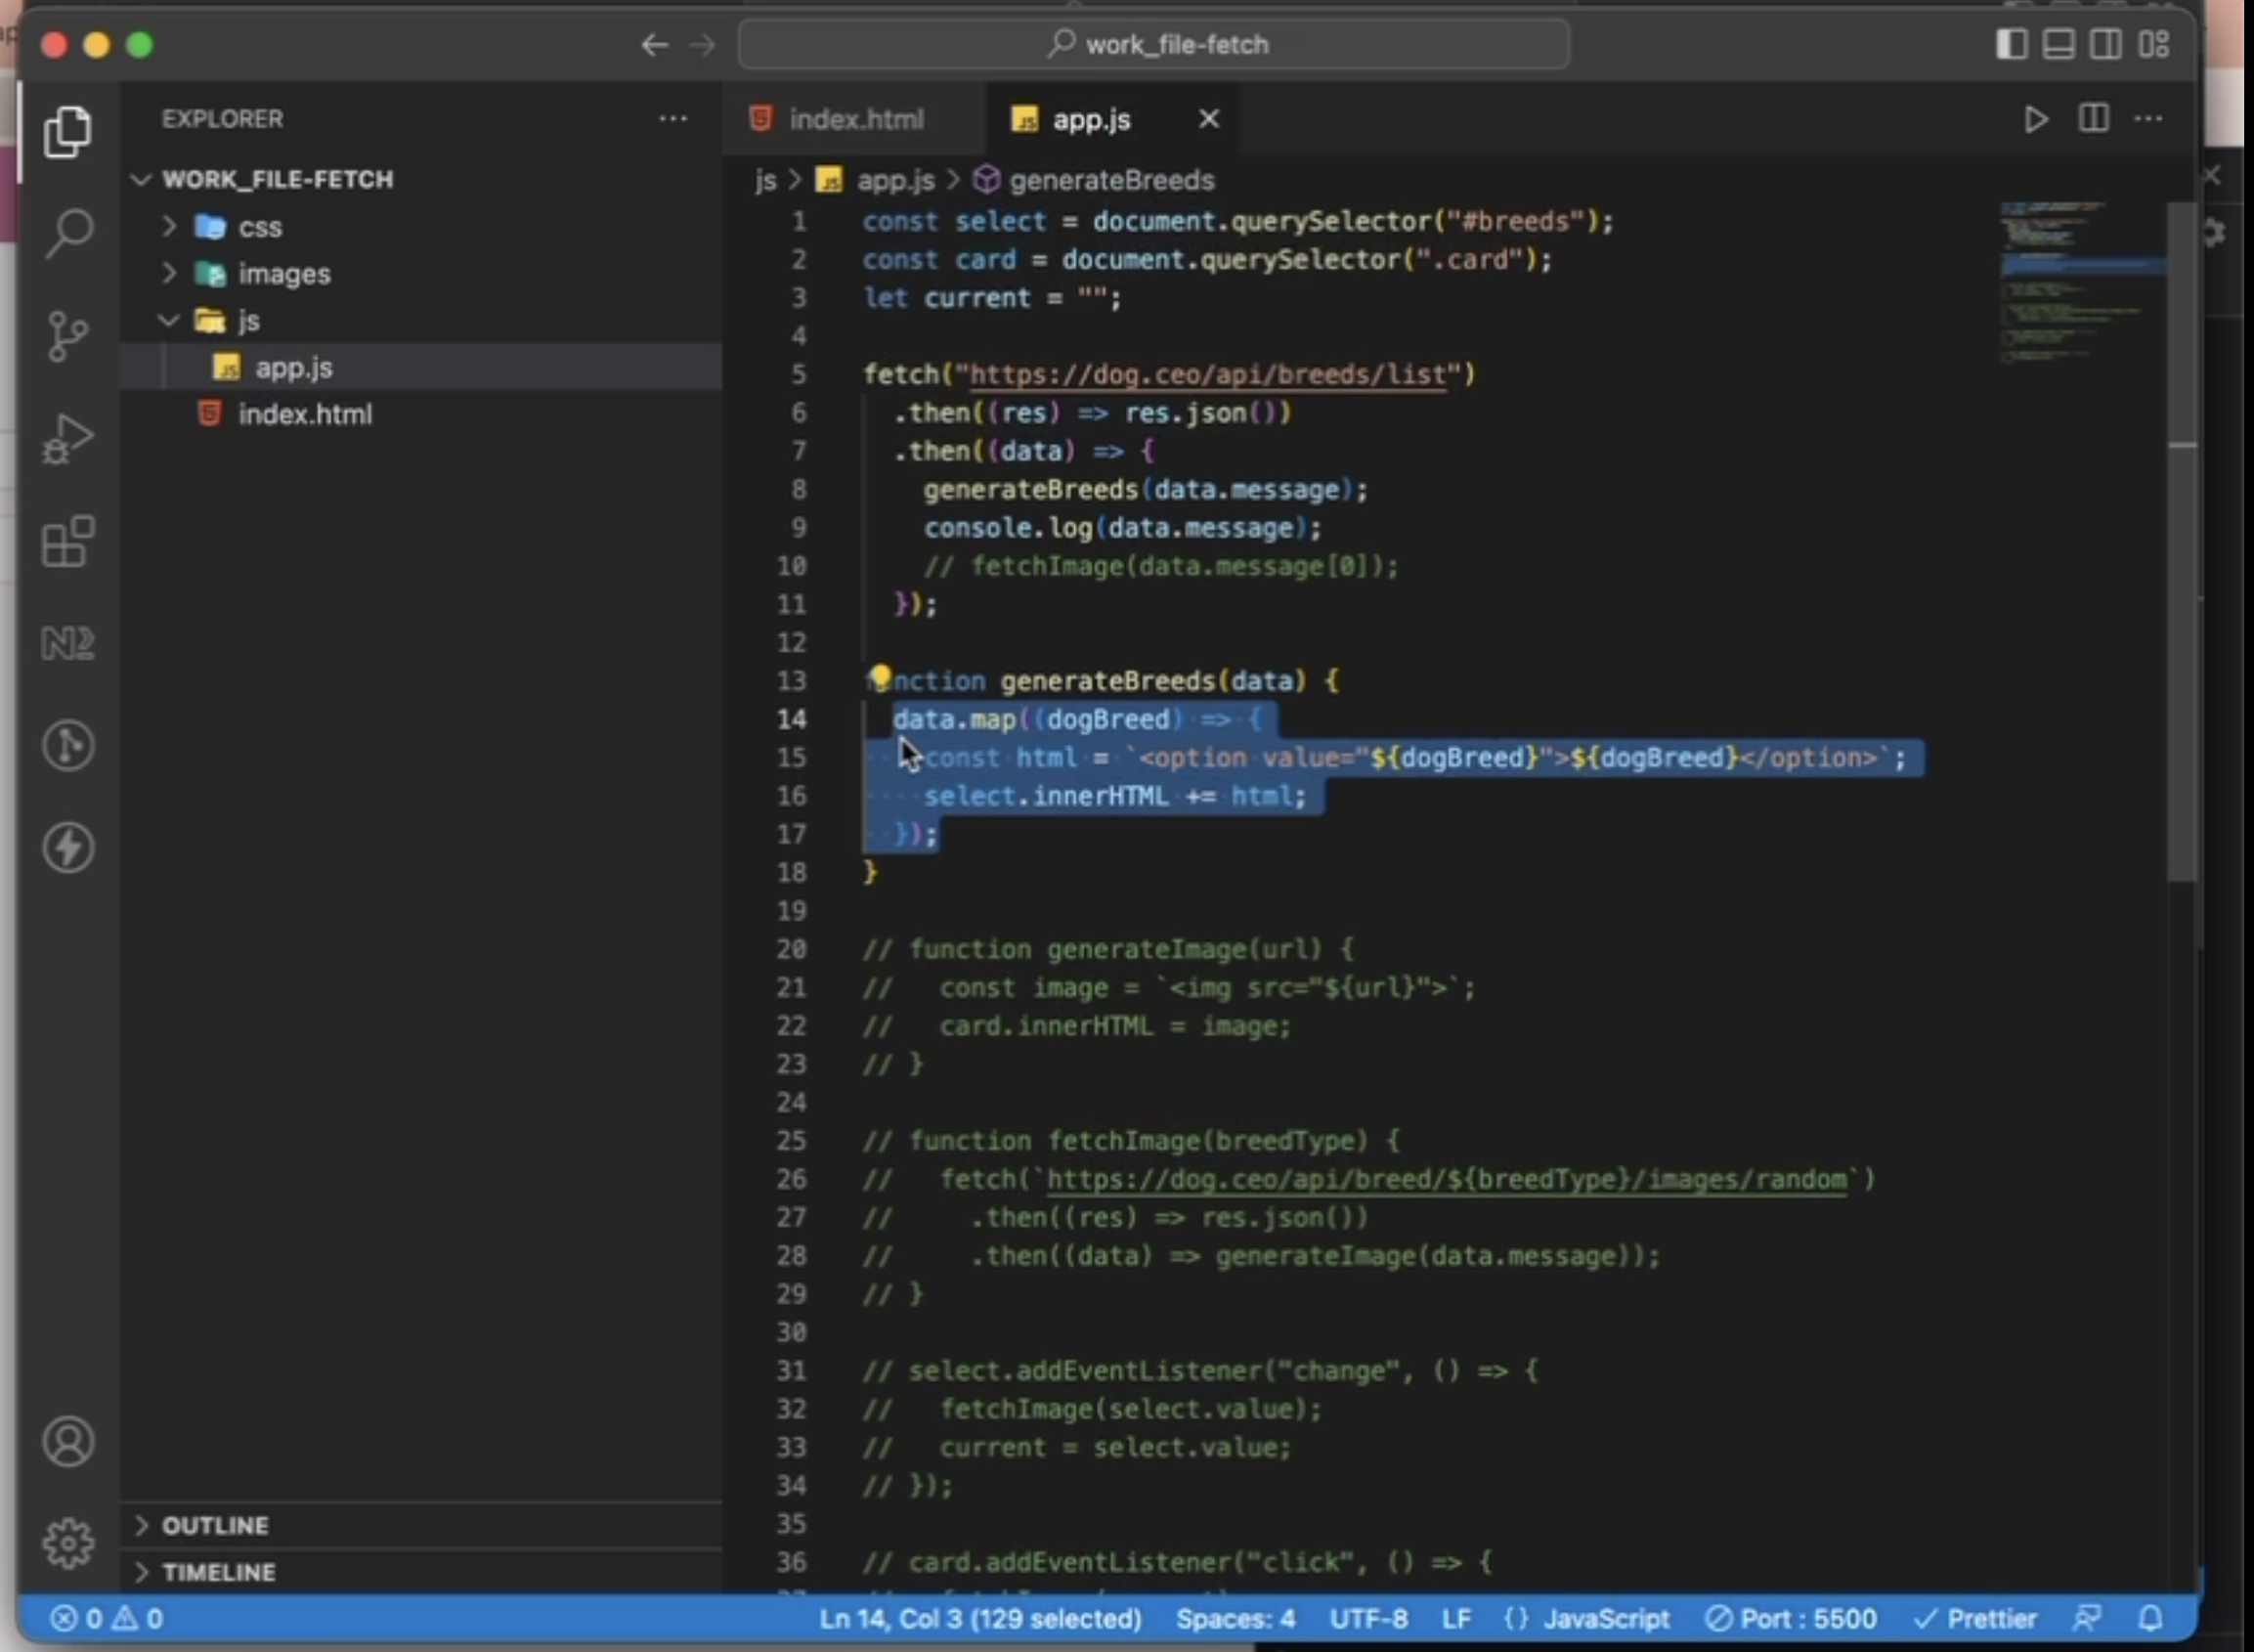 work_file-fetch
EXPLORER
WORK_FILE-FETCH
css
images
js
app.js
index.html
OUTLINE
TIMELINE
index.html
app.js
js > app.js > generateBreeds
1 const select = document.querySelector("#breeds");
2 const card = document.querySelector(".card");
3 let current = "";
4
5 fetch("https://dog.ceo/api/breeds/list")
6 .then((res) => res.json())
7 .then((data) => {
8 generateBreeds(data.message);
9 console.log(data.message);
10 // fetchImage(data.message[0]);
11 });
12
13 nction generateBreeds(data) {
14 data.map((dogBreed) => {
15 const html = `<option value="${dogBreed}">${dogBreed}</option>`;
16 select.innerHTML += html;
17 });
18 }
19
20 // function generateImage(url) {
21 // const image = `<img src="${url}">`;
22 // card.innerHTML = image;
23 // }
24
25 // function fetchImage(breedType) {
26 // fetch(`https://dog.ceo/api/breed/${breedType}/images/random`)
27 // .then((res) => res.json())
28 // .then((data) => generateImage(data.message));
29 // }
30
31 // select.addEventListener("change", () => {
32 // fetchImage(select.value);
33 // current = select.value;
34 // });
35
36 // card.addEventListener("click", () => {
0 0 Ln 14, Col 3 (129 selected) Spaces: 4 UTF-8 LF {} JavaScript Port : 5500 Prettier